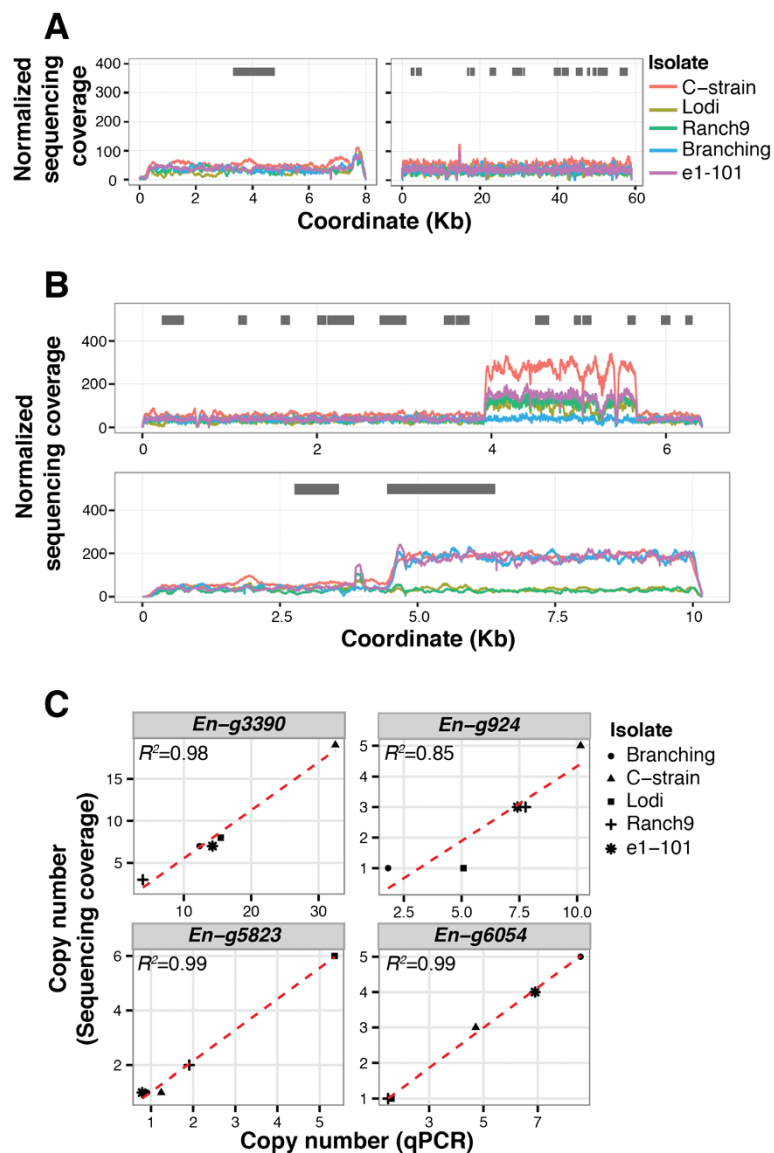 A
Normalized
sequencing
coverage
400
300
200
100
0
0 2 4 6 8
0 20 40 60
Coordinate (Kb)
Isolate
C-strain
Lodi
Ranch9
Branching
e1-101
B
Normalized
sequencing coverage
400
200
0
0 2 4 6
400
200
0
0 2.5 5.0 7.5 10
Coordinate (Kb)
C
Copy number
(Sequencing coverage)
En-g3390
R²=0.98
15
10
5
10 20 30
En-g924
R²=0.85
5
4
3
2
1
2.5 5.0 7.5 10.0
En-g5823
R²=0.99
6
4
2
1 2 3 4 5
En-g6054
R²=0.99
5
4
3
2
1
3 5 7
Copy number (qPCR)
Isolate
Branching
C-strain
Lodi
Ranch9
e1-101